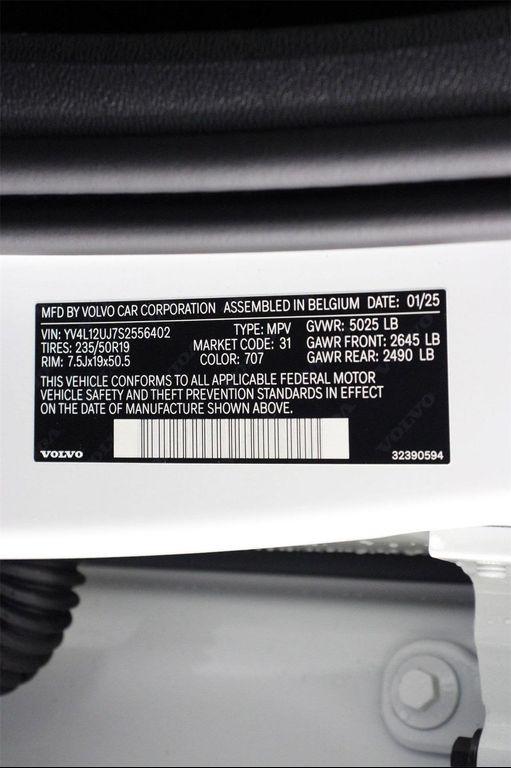 MFD BY VOLVO CAR CORPORATION ASSEMBLED IN BELGIUM DATE: 01/25
VIN: YV4L12UJ7S2556402 TYPE: MPV GVWR: 5025 LB
TIRES: 235/50R19 MARKET CODE: 31 GAWR FRONT: 2645 LB
RIM: 7.5Jx19x50.5 COLOR: 707 GAWR REAR: 2490 LB
THIS VEHICLE CONFORMS TO ALL APPLICABLE FEDERAL MOTOR
VEHICLE SAFETY AND THEFT PREVENTION STANDARDS IN EFFECT
ON THE DATE OF MANUFACTURE SHOWN ABOVE.
VOLVO
VOLVO 32390594